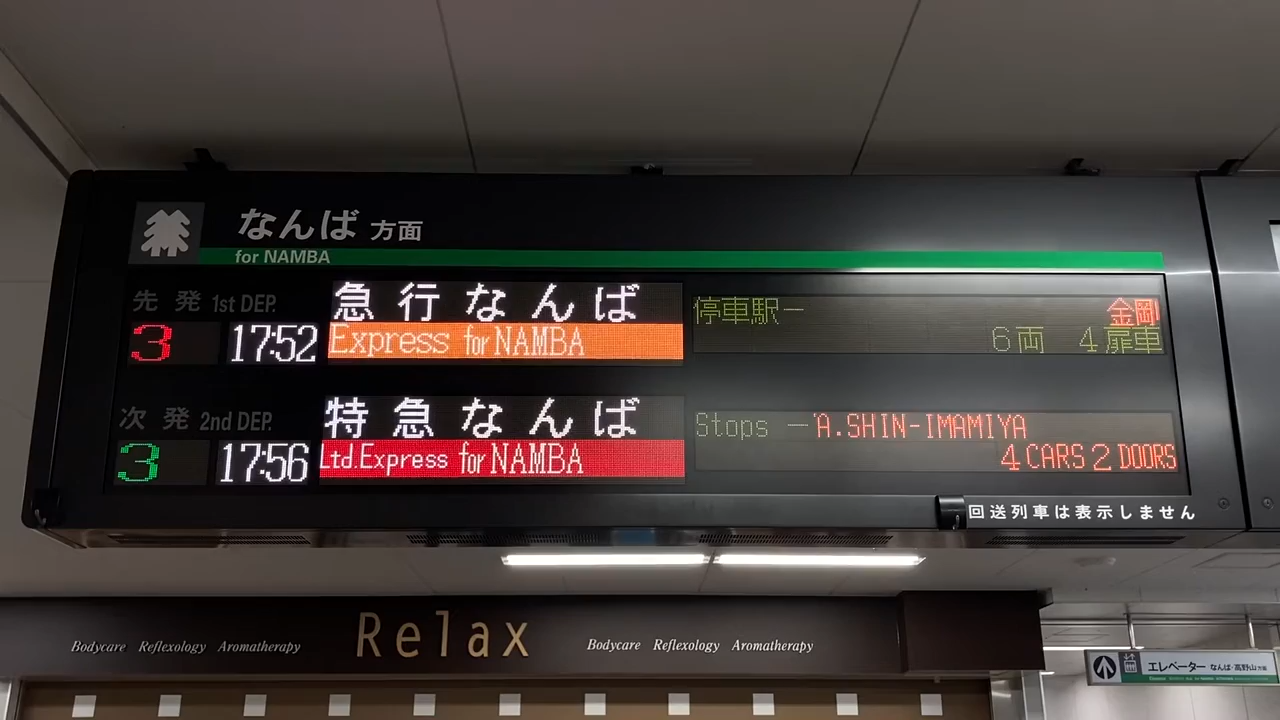 なんば 方面
for NAMBA
先発 1st DEP.
3 17:52 急行なんば
Express for NAMBA
停車駅ー 金剛
6両 4扉車
次発 2nd DEP.
3 17:56 特急なんば
Ltd.Express for NAMBA
Stops ーA.SHIN-IMAMIYA
4 CARS 2 DOORS
回送列車は表示しません
Bodycare Reflexology Aromatherapy
Relax
Bodycare Reflexology Aromatherapy
エレベーター なんば・高野山方面